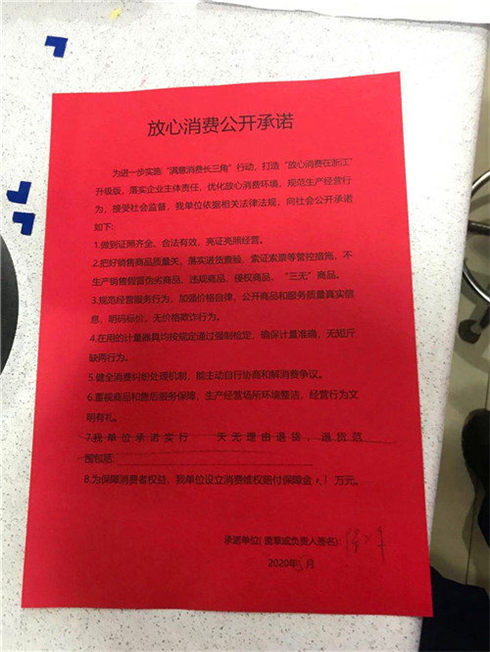 放心消费公开承诺
为进一步实施“满意消费长三角”行动，打造“放心消费在浙江”
升级版，落实企业主体责任，优化放心消费环境，规范生产经营行
为，接受社会监督，我单位依据相关法律法规，向社会公开承诺
如下：
1.做到证照齐全、合法有效，亮证亮照经营。
2.把好销售商品质量关，落实进货查验、索证索票等管控措施，不
生产销售假冒伪劣商品、违规商品、侵权商品、“三无”商品。
3.规范经营服务行为，加强价格自律，公开商品和服务质量真实信
息，明码标价，无价格欺诈行为。
4.在用的计量器具均按规定通过强制检定，确保计量准确，无短斤
缺两行为。
5.健全消费纠纷处理机制，能主动自行协商和解消费争议。
6.重视商品和售后服务保障，生产经营场所环境整洁，经营行为文
明有礼。
7.我单位承诺实行 天无理由退货，退货范
围包括:
8.为保障消费者权益，我单位设立消费维权赔付保障金 万元。
承诺单位(盖章或负责人签名):
2020年5月